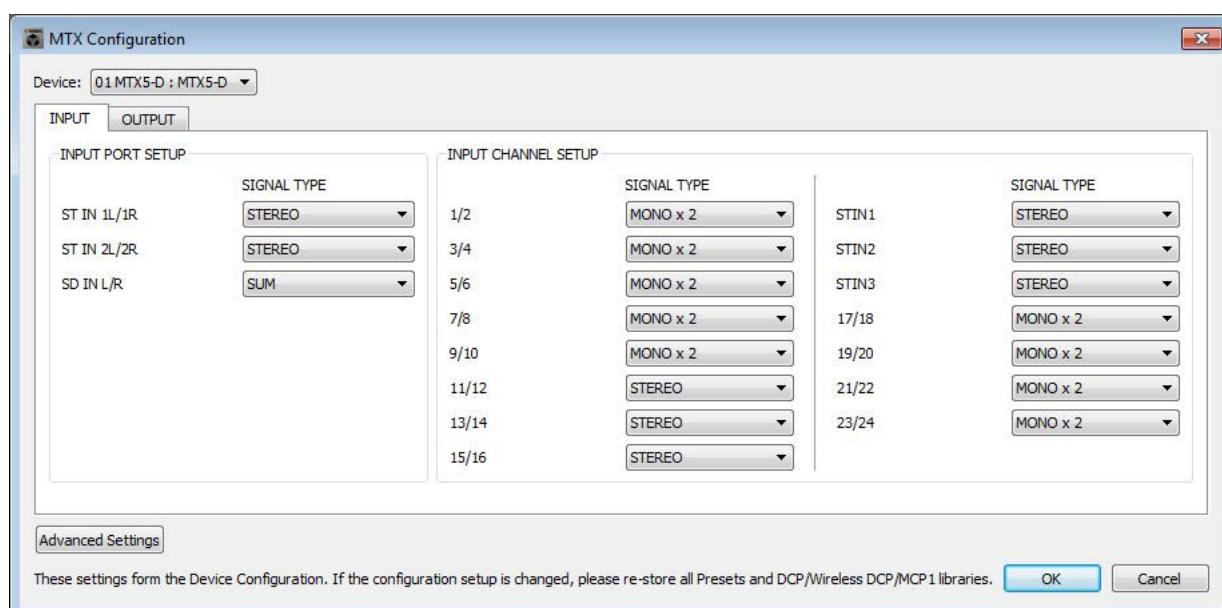 MTX Configuration
Device: 01 MTX5-D : MTX5-D
INPUT OUTPUT
INPUT PORT SETUP
SIGNAL TYPE
ST IN 1L/1R STEREO
ST IN 2L/2R STEREO
SD IN L/R SUM
INPUT CHANNEL SETUP
SIGNAL TYPE
1/2 MONO x 2
3/4 MONO x 2
5/6 MONO x 2
7/8 MONO x 2
9/10 MONO x 2
11/12 STEREO
13/14 STEREO
15/16 STEREO
SIGNAL TYPE
STIN1 STEREO
STIN2 STEREO
STIN3 STEREO
17/18 MONO x 2
19/20 MONO x 2
21/22 MONO x 2
23/24 MONO x 2
Advanced Settings
These settings form the Device Configuration. If the configuration setup is changed, please re-store all Presets and DCP/Wireless DCP/MCP1 libraries. OK Cancel